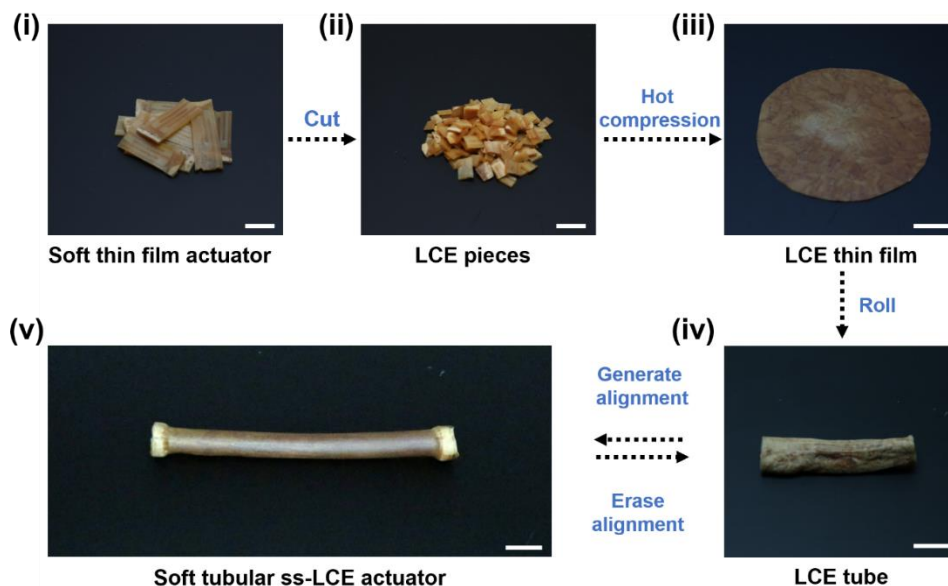 (i)
(ii)
(iii)
Cut
Hot
compression
Soft thin film actuator
LCE pieces
LCE thin film
Roll
(v)
(iv)
Generate
alignment
Erase
alignment
Soft tubular ss-LCE actuator
LCE tube